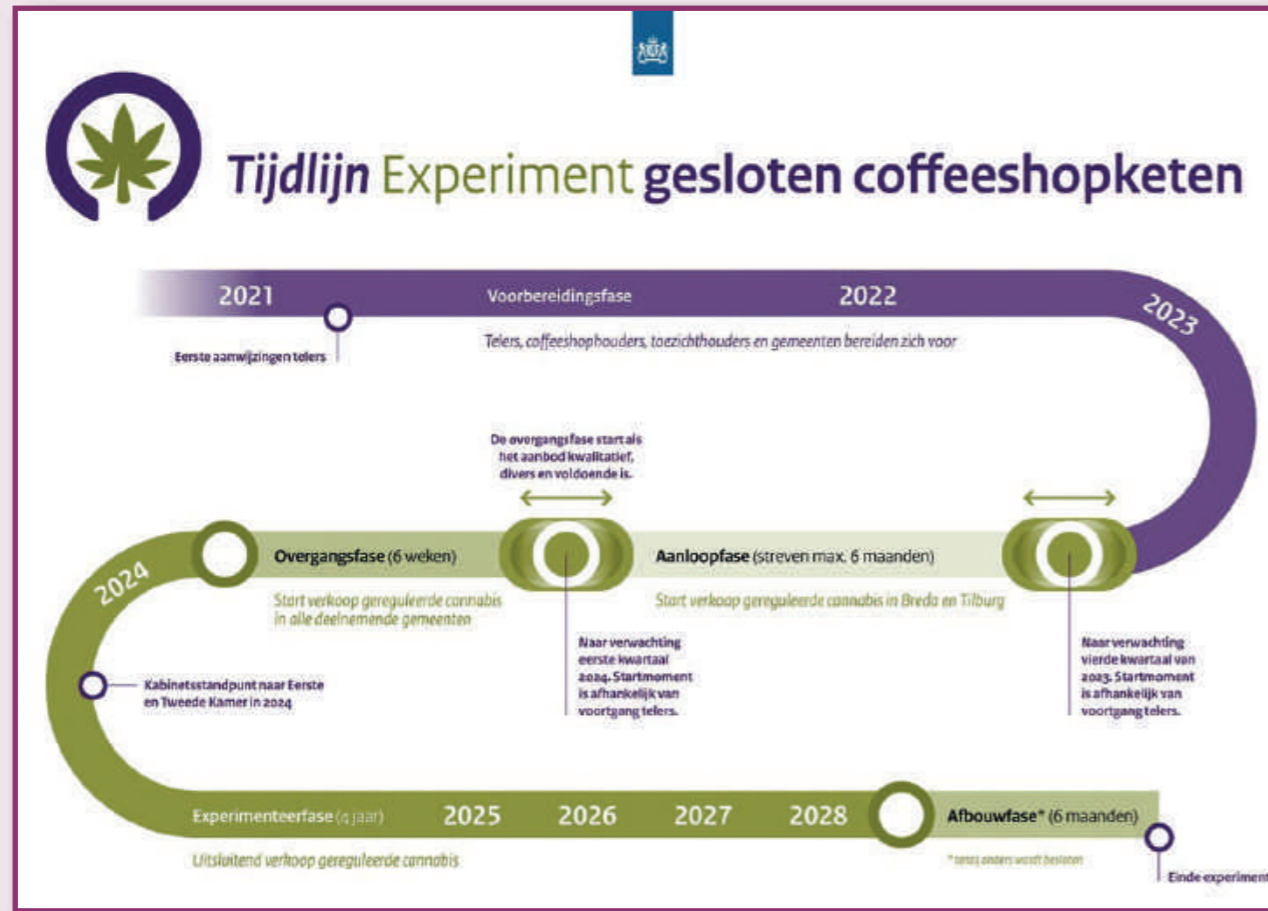 Tijdlijn Experiment gesloten coffeeshopketen
2021
Voorbereidingsfase
2022
2023
Eerste aanwijzingen telers
Telers, coffeeshophouders, toezichthouders en gemeenten bereiden zich voor
De overgangsfase start als
het aanbod kwalitatief,
divers en voldoende is.
Aanloopfase (streven max. 6 maanden)
Start verkoop gereguleerde cannabis in Breda en Tilburg
Naar verwachting
vierde kwartaal van
2023. Startmoment
is afhankelijk van
voortgang telers.
Overgangsfase (6 weken)
Start verkoop gereguleerde cannabis
in alle deelnemende gemeenten
Naar verwachting
eerste kwartaal
2024. Startmoment
is afhankelijk van
voortgang telers.
2024
Kabinetsstandpunt naar Eerste
en Tweede Kamer in 2024
Experimenteerfase (4 jaar)
2025
2026
2027
2028
Afbouwfase* (6 maanden)
Uitsluitend verkoop gereguleerde cannabis
* tenzij anders wordt besloten
Einde experiment